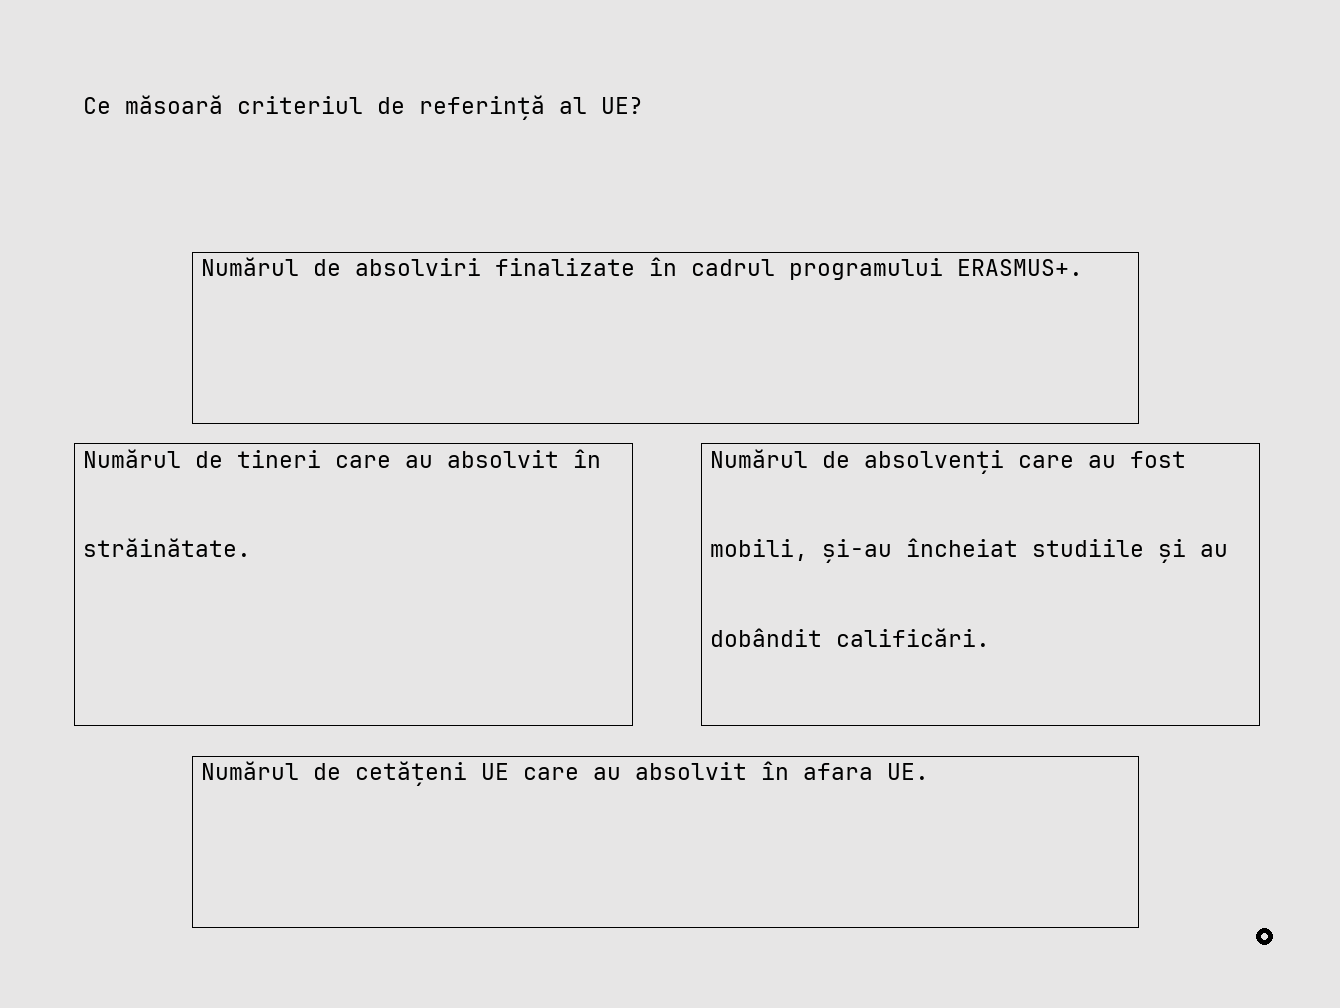 Ce măsoară criteriul de referință al UE?
Numărul de absolviri finalizate în cadrul programului ERASMUS+.
Numărul de tineri care au absolvit în
străinătate.
Numărul de absolvenți care au fost
mobili, și-au încheiat studiile și au
dobândit calificări.
Numărul de cetățeni UE care au absolvit în afara UE.